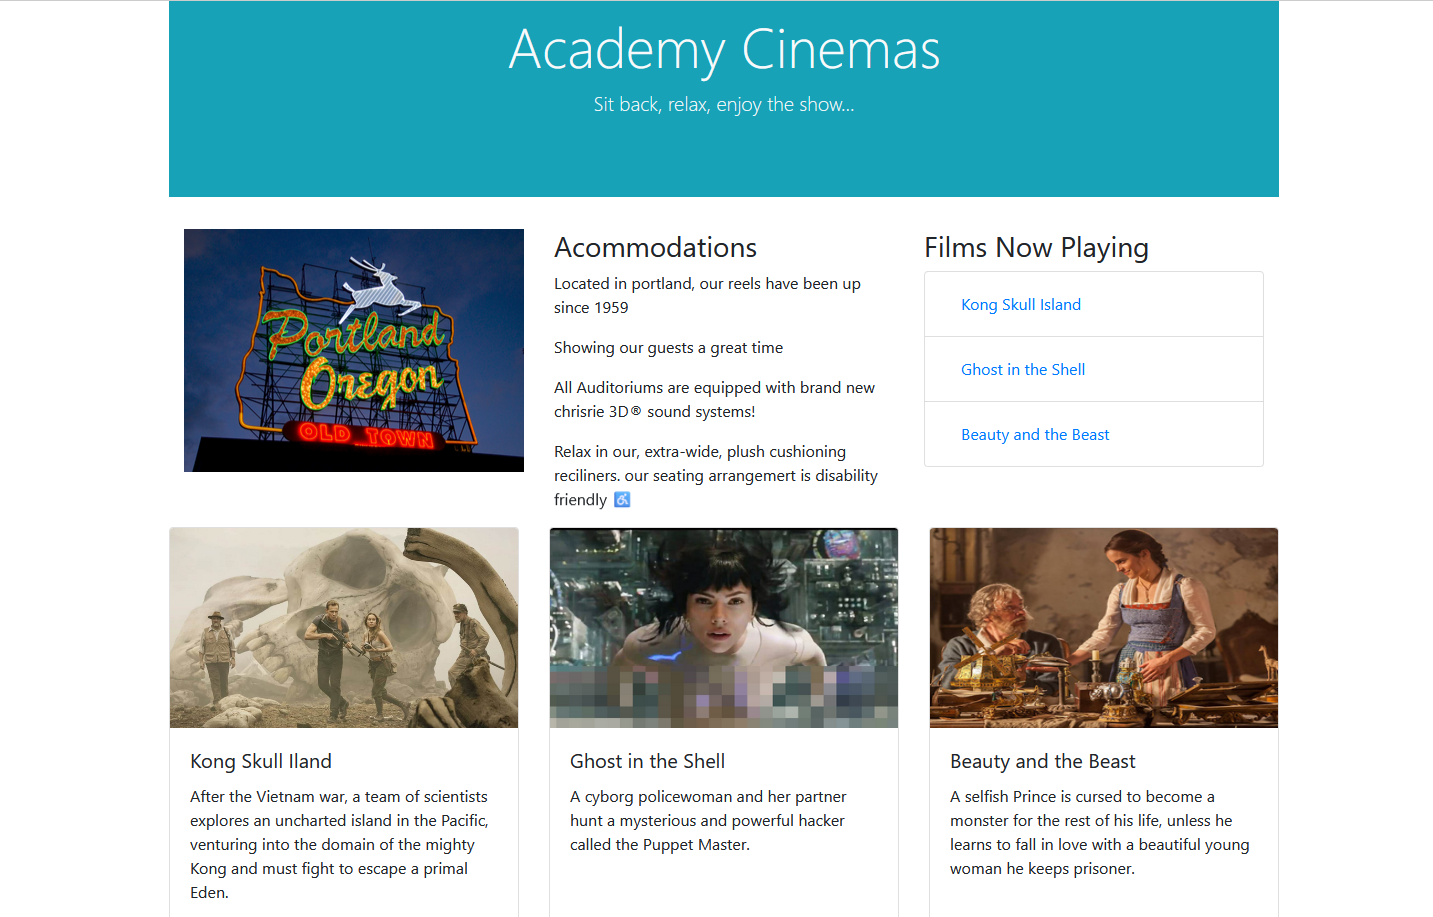 Academy Cinemas
Sit back, relax, enjoy the show...
Portland
Oregon
OLD TOWN
Acommodations
Located in portland, our reels have been up
since 1959
Showing our guests a great time
All Auditoriums are equipped with brand new
chrisrie 3D® sound systems!
Relax in our, extra-wide, plush cushioning
reciliners. our seating arrangemert is disability
friendly ♿
Films Now Playing
Kong Skull Island
Ghost in the Shell
Beauty and the Beast
Kong Skull Iland
After the Vietnam war, a team of scientists
explores an uncharted island in the Pacific,
venturing into the domain of the mighty
Kong and must fight to escape a primal
Eden.
Ghost in the Shell
A cyborg policewoman and her partner
hunt a mysterious and powerful hacker
called the Puppet Master.
Beauty and the Beast
A selfish Prince is cursed to become a
monster for the rest of his life, unless he
learns to fall in love with a beautiful young
woman he keeps prisoner.